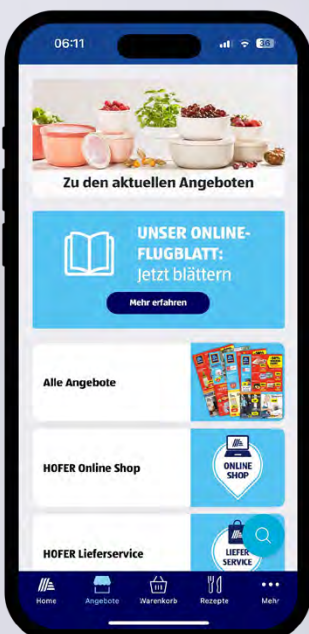 06:11
36
Zu den aktuellen Angeboten
UNSER ONLINE-
FLUGBLATT:
Jetzt blättern
Mehr erfahren
Alle Angebote
HOFER Online Shop
ONLINE
SHOP
HOFER Lieferservice
LIEFER
SERVICE
Home Angebote Warenkorb Rezepte Mehr